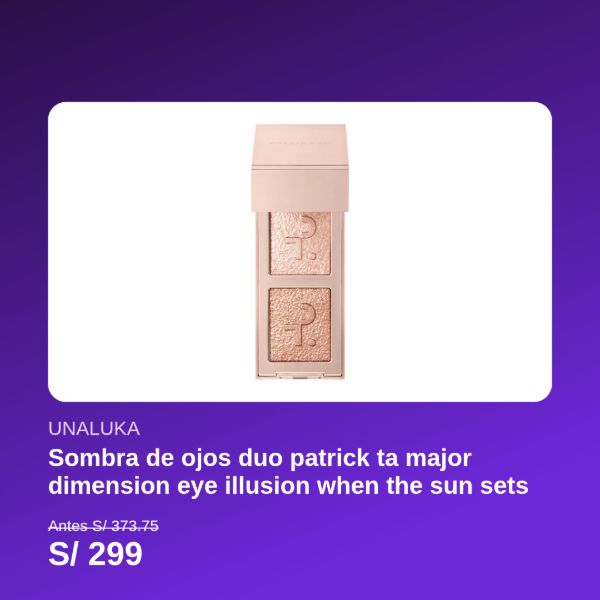 UNALUKA
Sombra de ojos duo patrick ta major
dimension eye illusion when the sun sets
Antes S/ 373.75
S/ 299